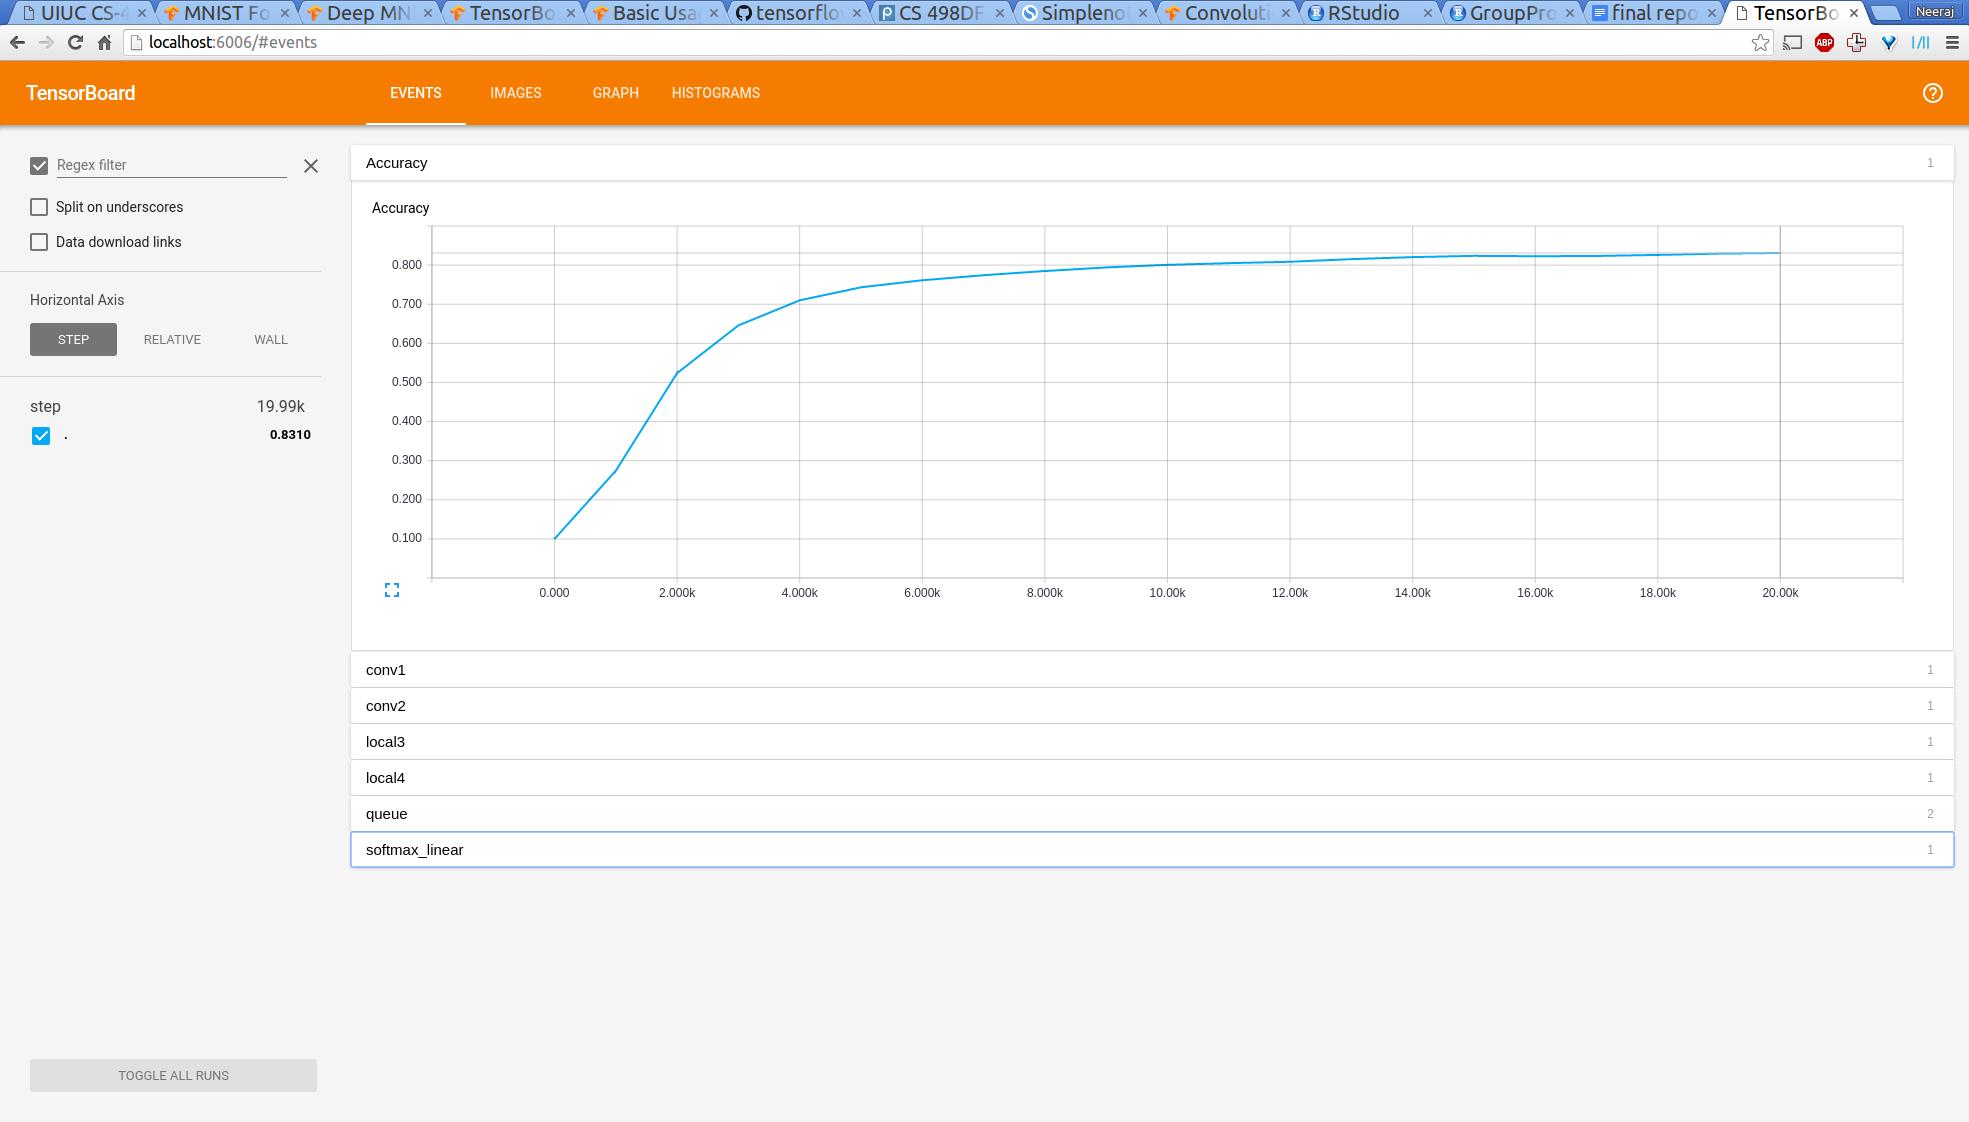 UIUC CS-4
MNIST Fo
Deep MN
TensorBo
Basic Usa
tensorflo
CS 498DF
Simpleno
Convoluti
RStudio
GroupPro
final repo
TensorBo
Neeraj
localhost:6006/#events
ABP
TensorBoard
EVENTS
IMAGES
GRAPH
HISTOGRAMS
Regex filter
Split on underscores
Data download links
Horizontal Axis
STEP
RELATIVE
WALL
step 19.99k
. 0.8310
TOGGLE ALL RUNS
Accuracy 1
Accuracy
0.800
0.700
0.600
0.500
0.400
0.300
0.200
0.100
0.000 2.000k 4.000k 6.000k 8.000k 10.00k 12.00k 14.00k 16.00k 18.00k 20.00k
conv1 1
conv2 1
local3 1
local4 1
queue 2
softmax_linear 1